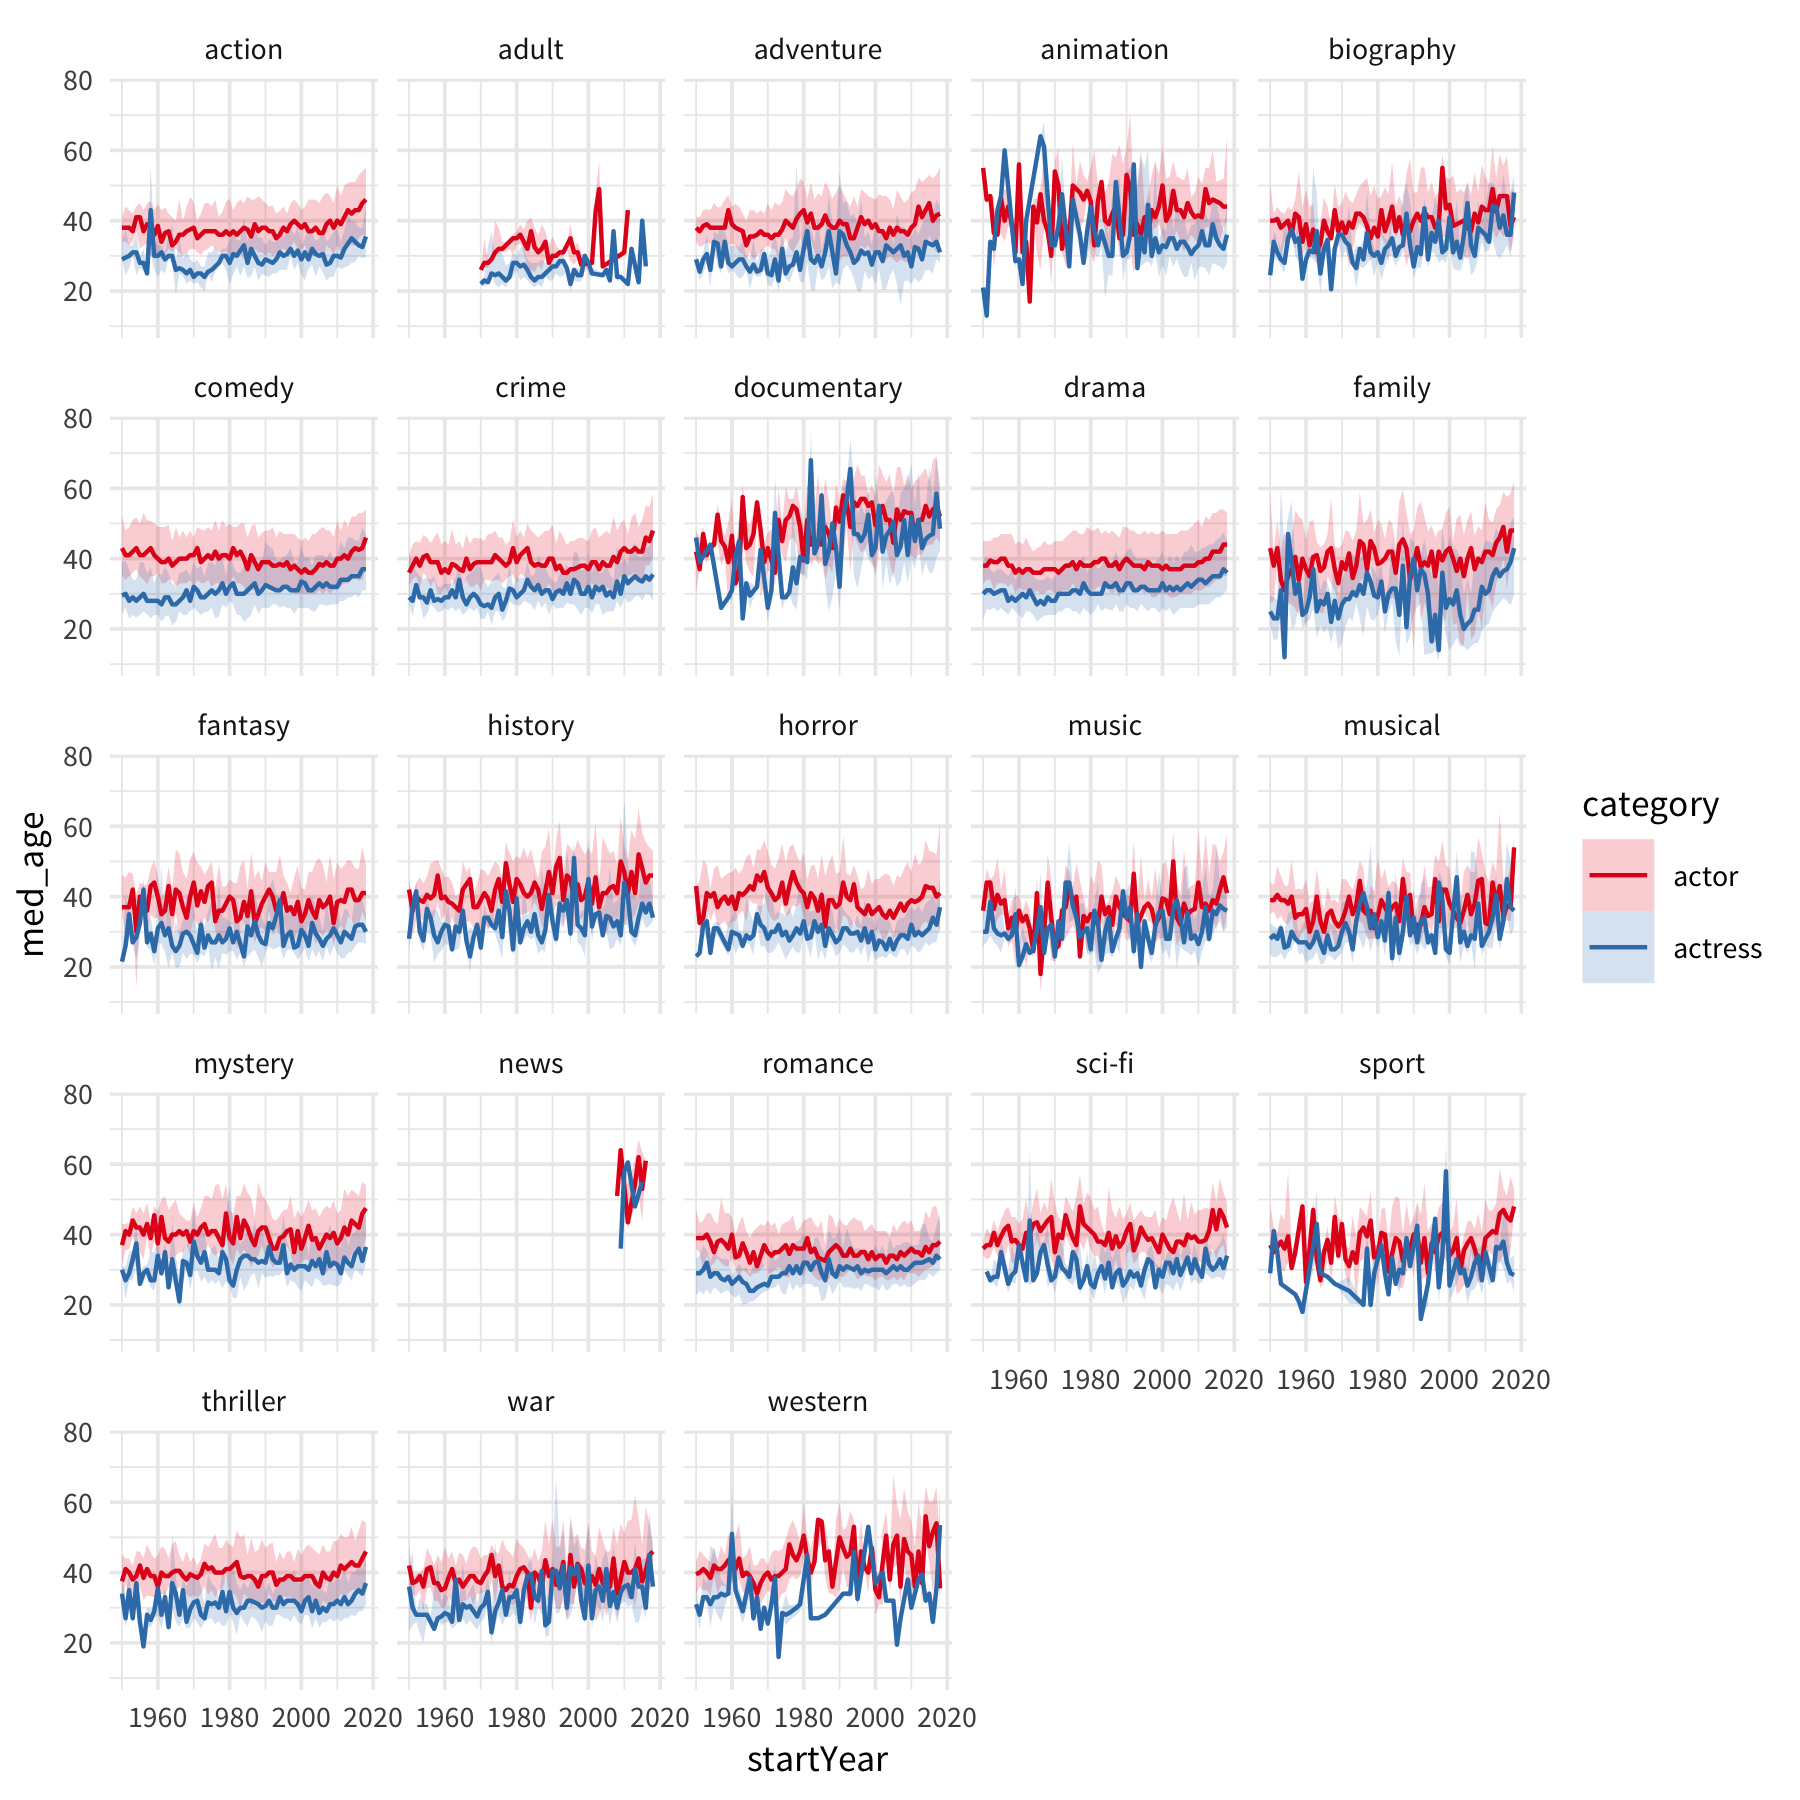 action adult adventure animation biography
80
60
40
20
comedy crime documentary drama family
80
60
40
20
fantasy history horror music musical
80
60
40
20
mystery news romance sci-fi sport
80
60
40
20
1960 1980 2000 2020 1960 1980 2000 2020
thriller war western
80
60
40
20
1960 1980 2000 2020 1960 1980 2000 2020 1960 1980 2000 2020
startYear
med_age
category
actor
actress